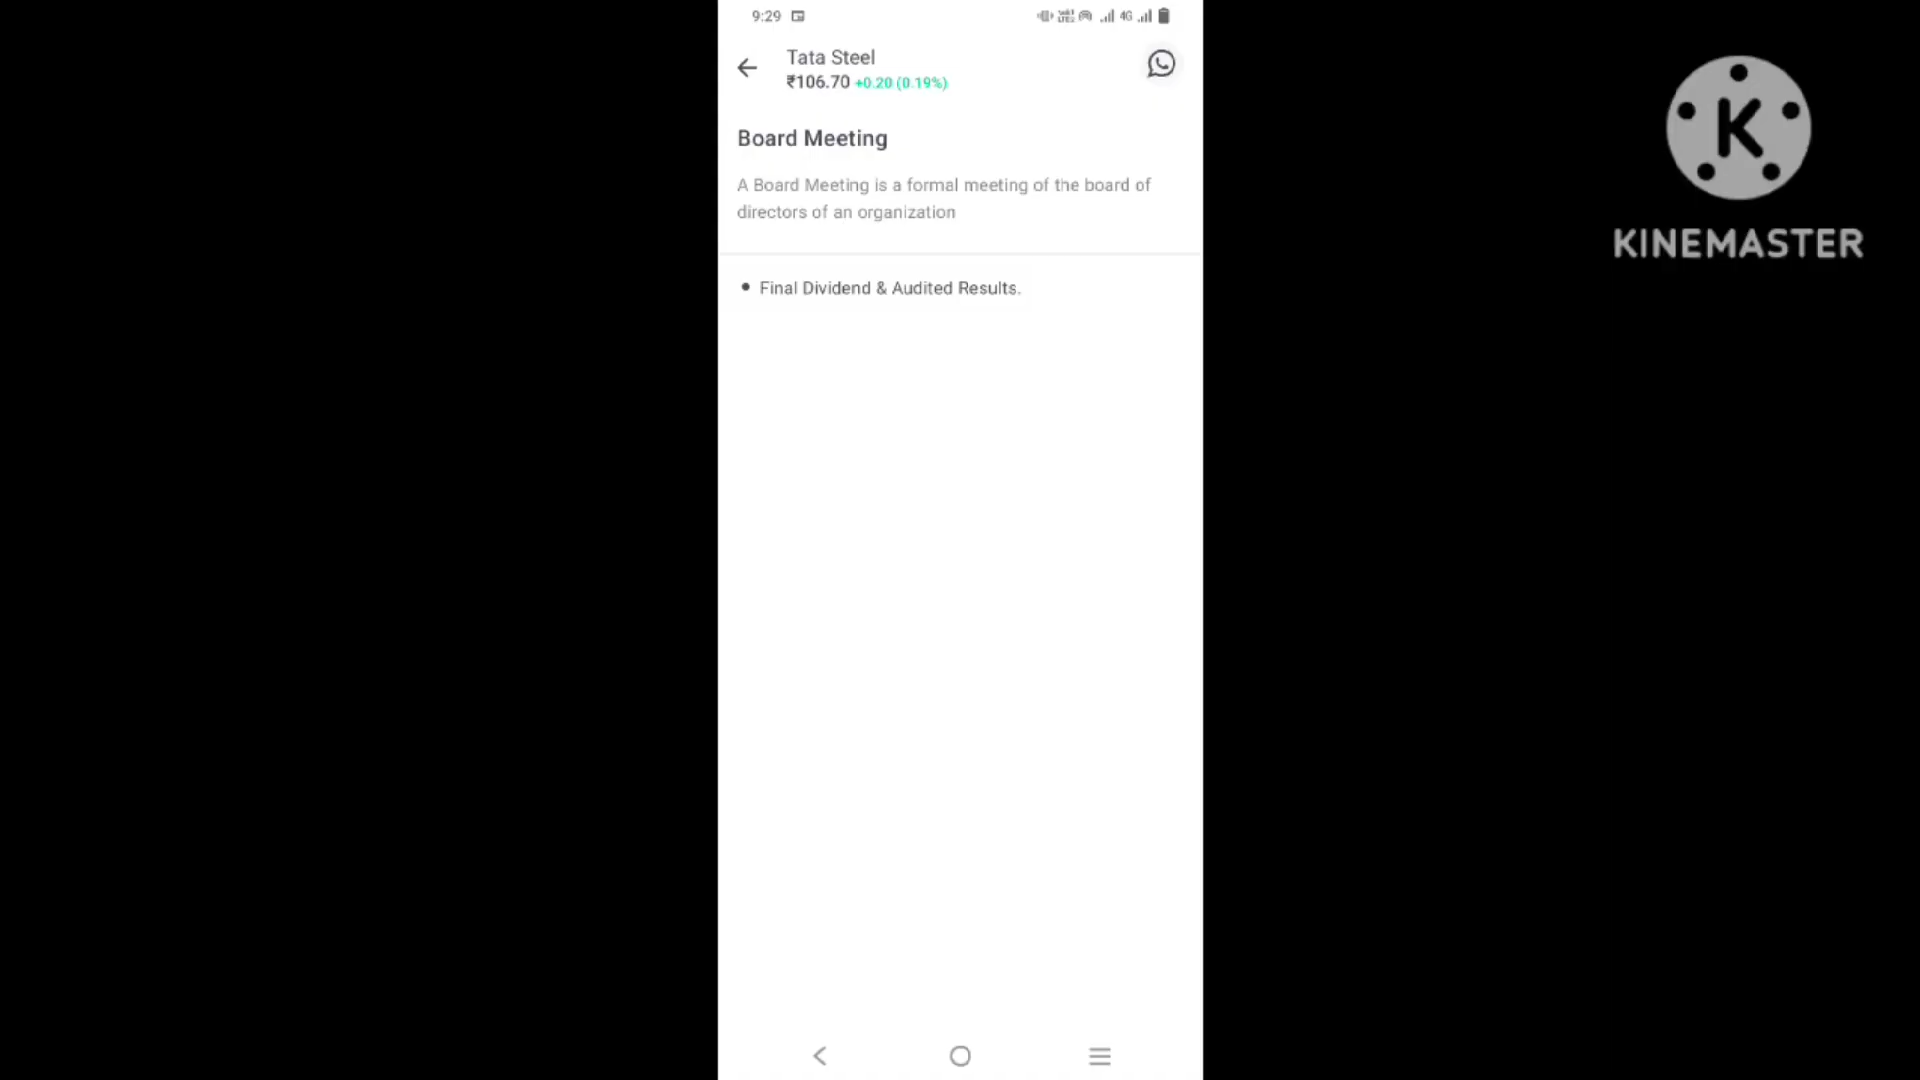 9:29
4G
Tata Steel
₹106.70 +0.20 (0.19%)
Board Meeting
A Board Meeting is a formal meeting of the board of
directors of an organization
• Final Dividend & Audited Results.
K
KINEMASTER